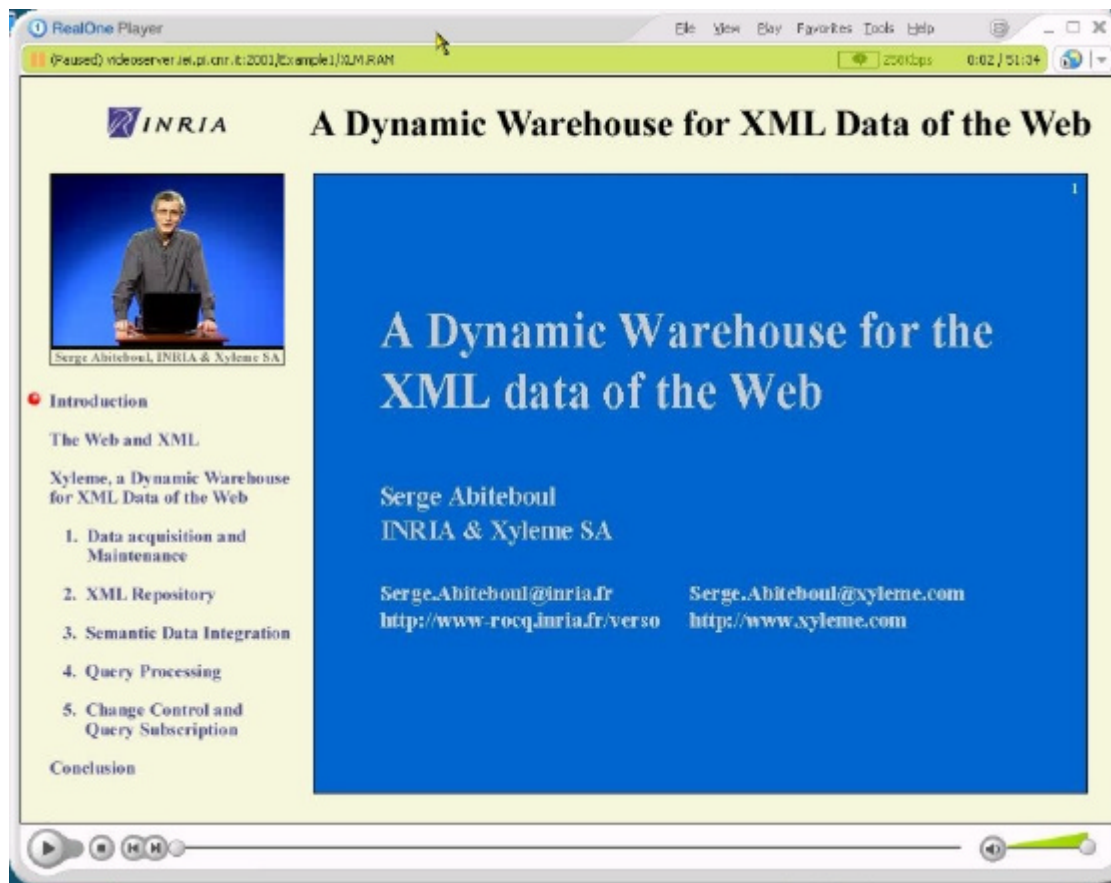 RealOne Player
File View Play Favorites Tools Help
(Paused) videoserver.iei.pi.cnr.it:2001/Example1/XLM.RAM
256Kbps
0:02 / 51:34
INRIA
A Dynamic Warehouse for XML Data of the Web
Serge Abiteboul, INRIA & Xyleme SA
Introduction
The Web and XML
Xyleme, a Dynamic Warehouse
for XML Data of the Web
1. Data acquisition and
Maintenance
2. XML Repository
3. Semantic Data Integration
4. Query Processing
5. Change Control and
Query Subscription
Conclusion
1
A Dynamic Warehouse for the
XML data of the Web
Serge Abiteboul
INRIA & Xyleme SA
Serge.Abiteboul@inria.fr Serge.Abiteboul@xyleme.com
http://www-rocq.inria.fr/verso http://www.xyleme.com